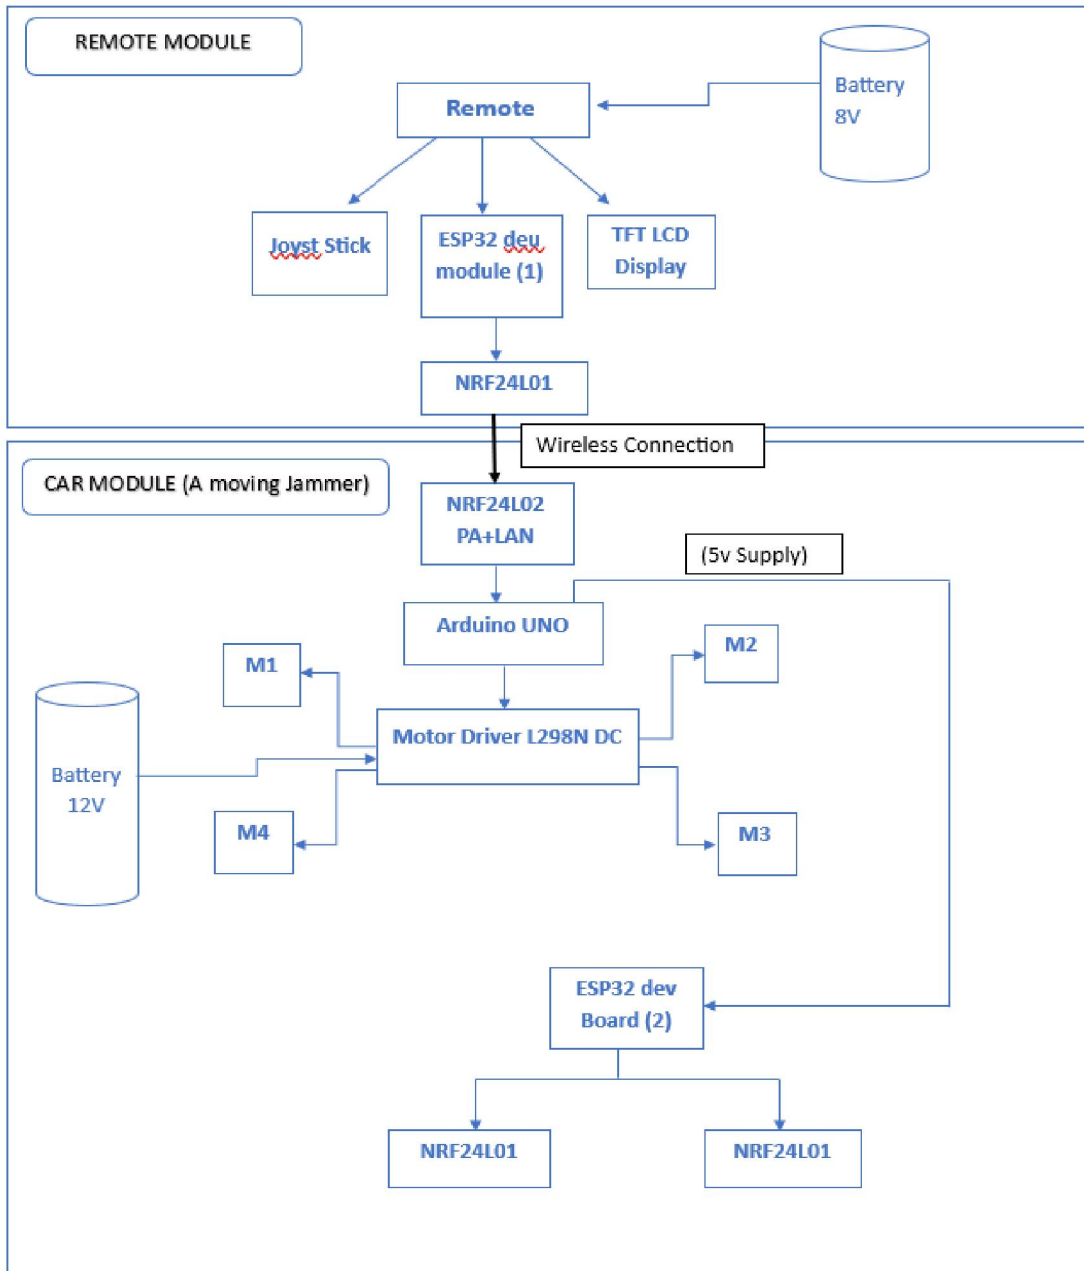 REMOTE MODULE
Battery
8V
Remote
Joyst Stick
ESP32 deu
module (1)
TFT LCD
Display
NRF24L01
Wireless Connection
CAR MODULE (A moving Jammer)
NRF24L02
PA+LAN
(5v Supply)
Arduino UNO
M1
M2
Motor Driver L298N DC
Battery
12V
M4
M3
ESP32 dev
Board (2)
NRF24L01
NRF24L01